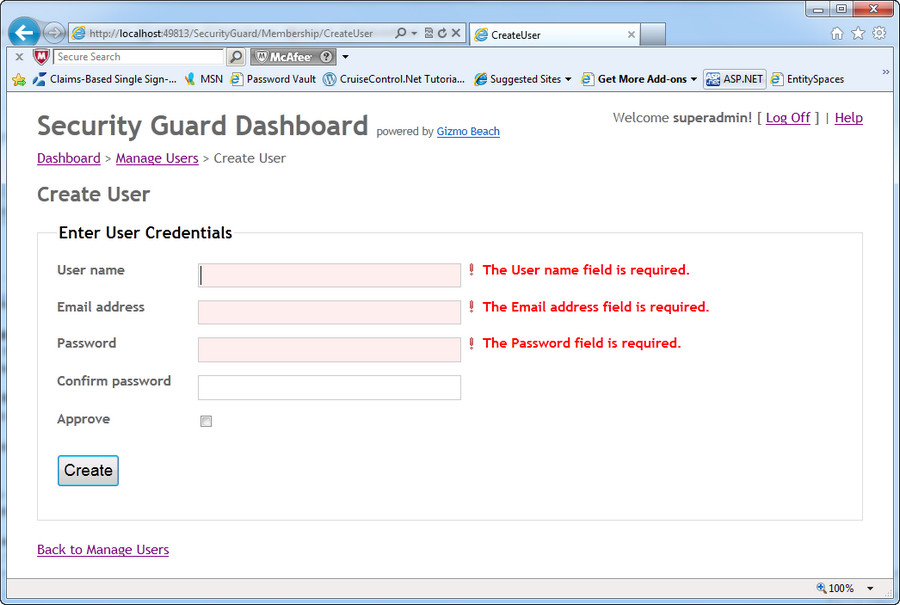 http://localhost:49813/SecurityGuard/Membership/CreateUser
CreateUser
Secure Search
McAfee
Claims-Based Single Sign-...
MSN
Password Vault
CruiseControl.Net Tutoria...
Suggested Sites
Get More Add-ons
ASP.NET
EntitySpaces
Security Guard Dashboard powered by Gizmo Beach
Welcome superadmin! [ Log Off ] | Help
Dashboard > Manage Users > Create User
Create User
Enter User Credentials
User name
! The User name field is required.
Email address
! The Email address field is required.
Password
! The Password field is required.
Confirm password
Approve
Create
Back to Manage Users
100%